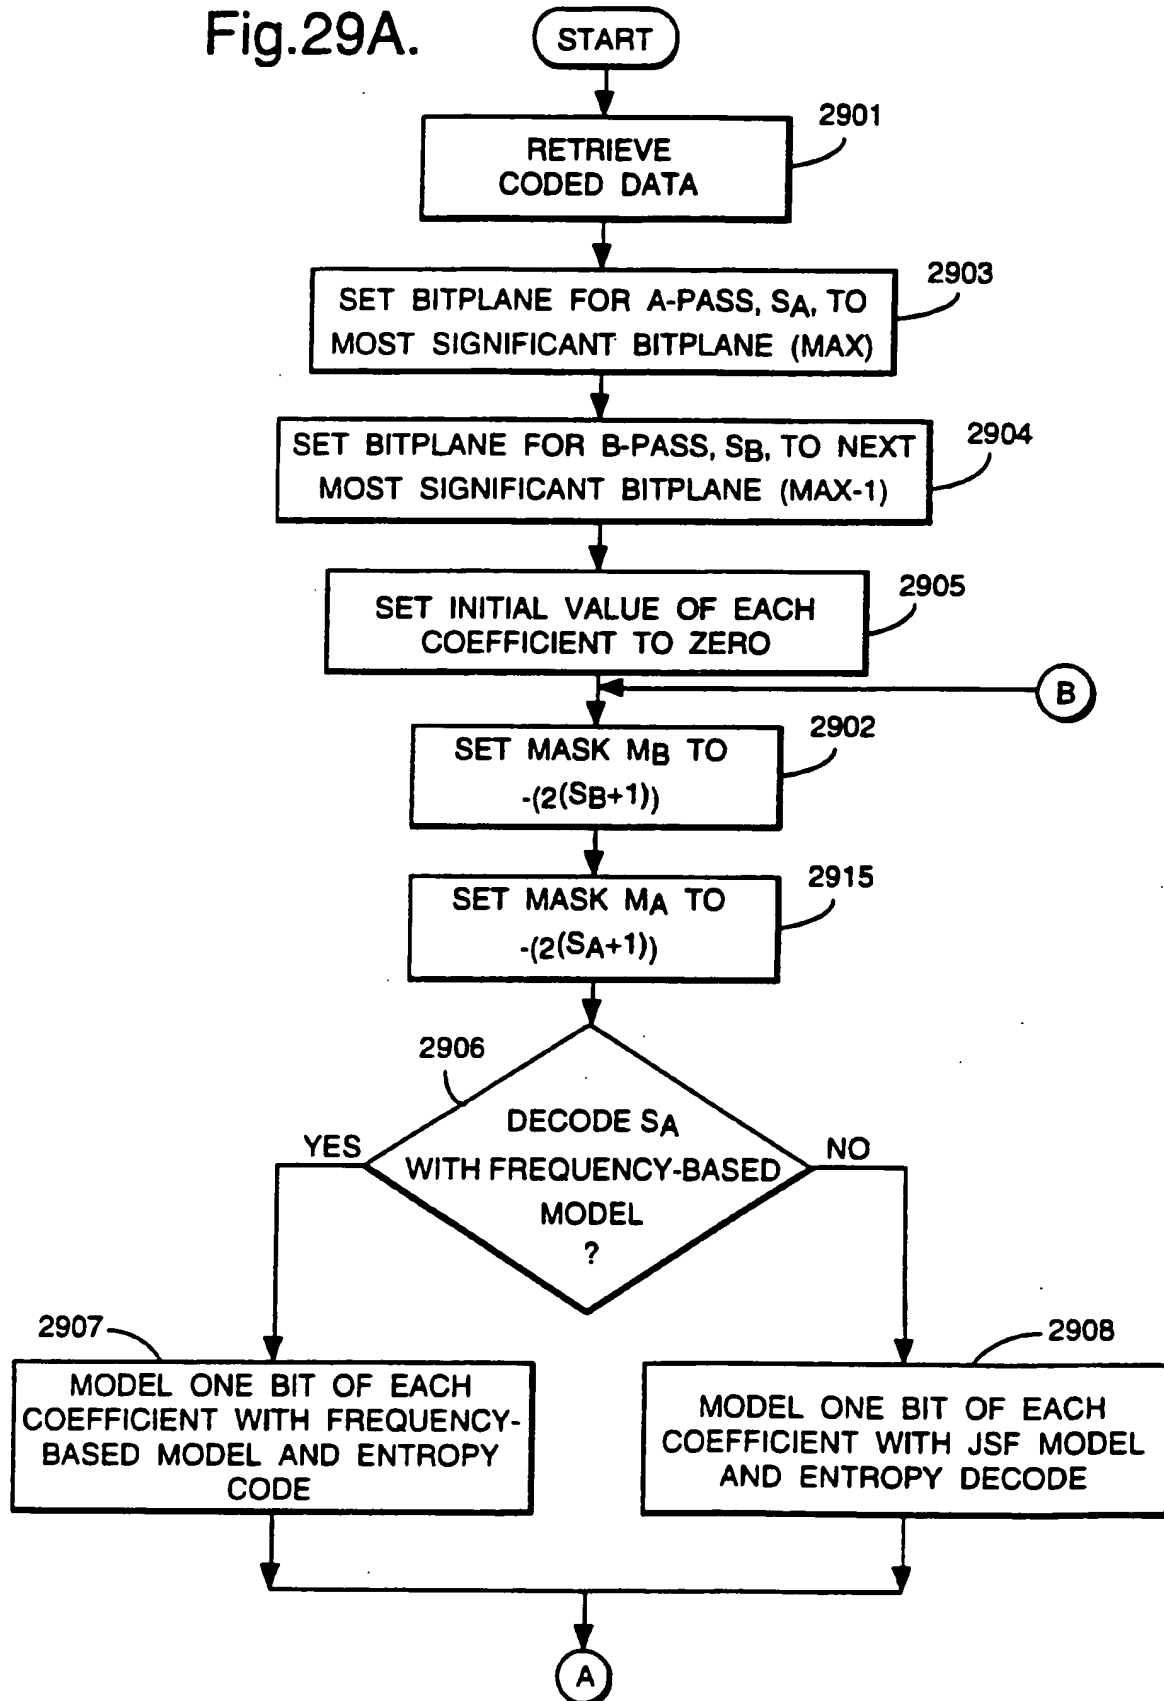 Fig.29A.
START
2901
RETRIEVE
CODED DATA
2903
SET BITPLANE FOR A-PASS, SA, TO
MOST SIGNIFICANT BITPLANE (MAX)
2904
SET BITPLANE FOR B-PASS, SB, TO NEXT
MOST SIGNIFICANT BITPLANE (MAX-1)
2905
SET INITIAL VALUE OF EACH
COEFFICIENT TO ZERO
B
2902
SET MASK MB TO
-(2(SB+1))
2915
SET MASK MA TO
-(2(SA+1))
2906
DECODE SA
WITH FREQUENCY-BASED
MODEL
?
YES
NO
2907
MODEL ONE BIT OF EACH
COEFFICIENT WITH FREQUENCY-
BASED MODEL AND ENTROPY
CODE
2908
MODEL ONE BIT OF EACH
COEFFICIENT WITH JSF MODEL
AND ENTROPY DECODE
A